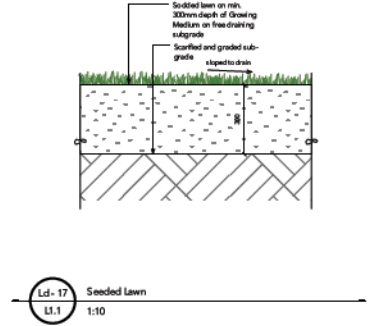 Sodded lawn on min.
300mm depth of Growing
Medium on free draining
subgrade
Scarified and graded sub-
grade
sloped to drain
300
Ld- 17
Seeded Lawn
L1.1
1:10